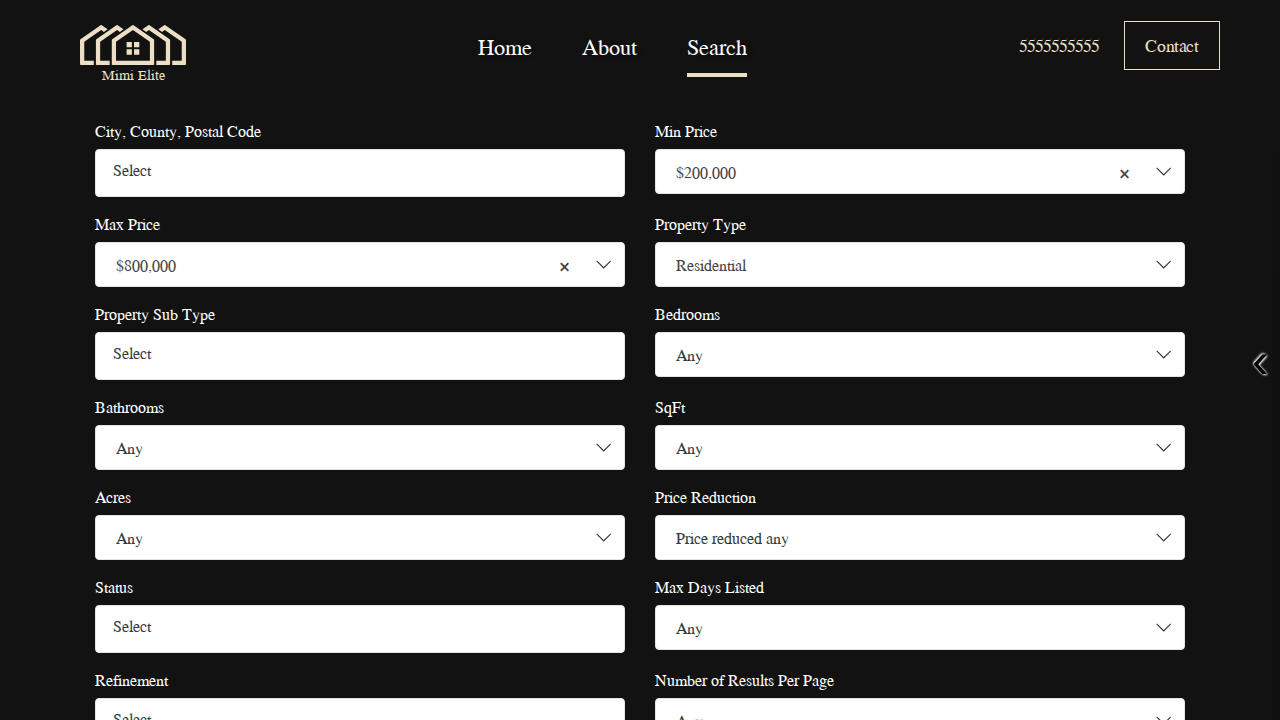 Mimi Elite
Home
About
Search
5555555555
Contact
City, County, Postal Code
Select
Min Price
$200,000
×
Max Price
$800,000
×
Property Type
Residential
Property Sub Type
Select
Bedrooms
Any
Bathrooms
Any
SqFt
Any
Acres
Any
Price Reduction
Price reduced any
Status
Select
Max Days Listed
Any
Refinement
Select
Number of Results Per Page